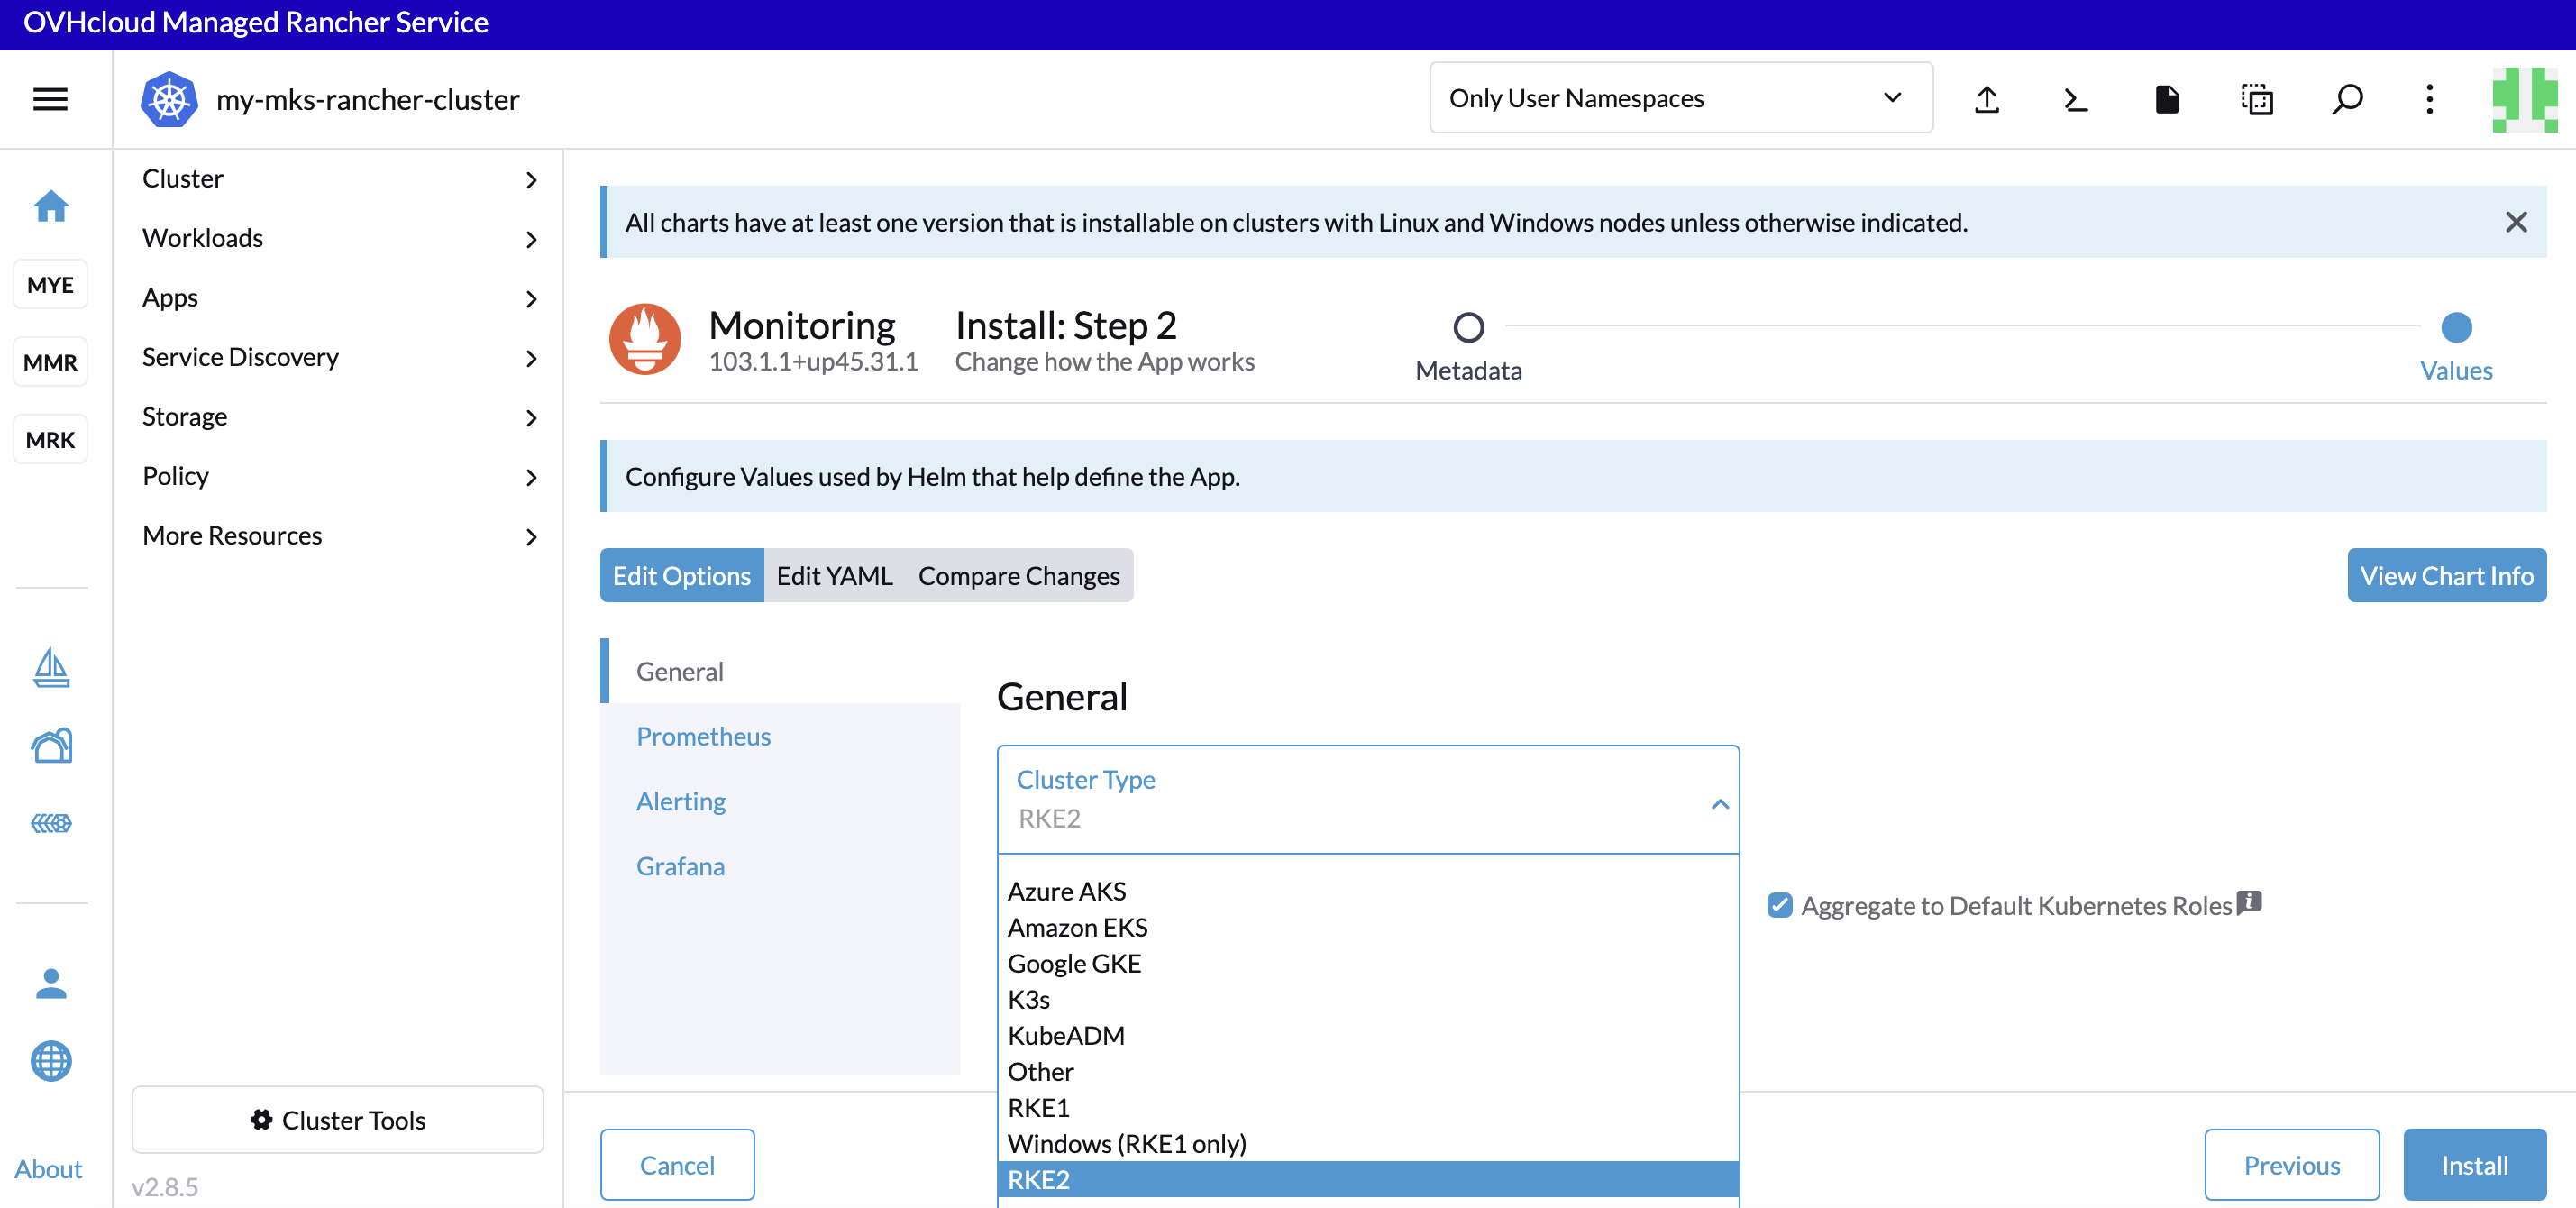 OVHcloud Managed Rancher Service
my-mks-rancher-cluster
Only User Namespaces
MYE
MMR
MRK
About
Cluster
Workloads
Apps
Service Discovery
Storage
Policy
More Resources
Cluster Tools
v2.8.5
All charts have at least one version that is installable on clusters with Linux and Windows nodes unless otherwise indicated.
Monitoring
103.1.1+up45.31.1
Install: Step 2
Change how the App works
Metadata
Values
Configure Values used by Helm that help define the App.
Edit Options
Edit YAML
Compare Changes
View Chart Info
General
Prometheus
Alerting
Grafana
General
Cluster Type
RKE2
Azure AKS
Amazon EKS
Google GKE
K3s
KubeADM
Other
RKE1
Windows (RKE1 only)
RKE2
Aggregate to Default Kubernetes Roles
Cancel
Previous
Install